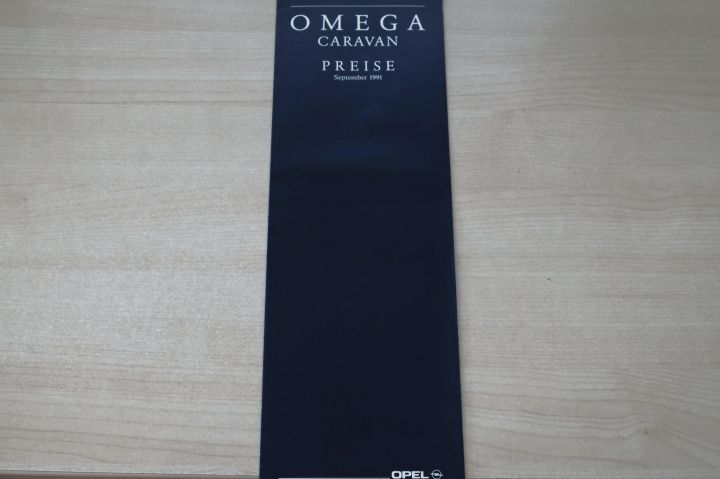 OMEGA
CARAVAN
PREISE
September 1991
OPEL